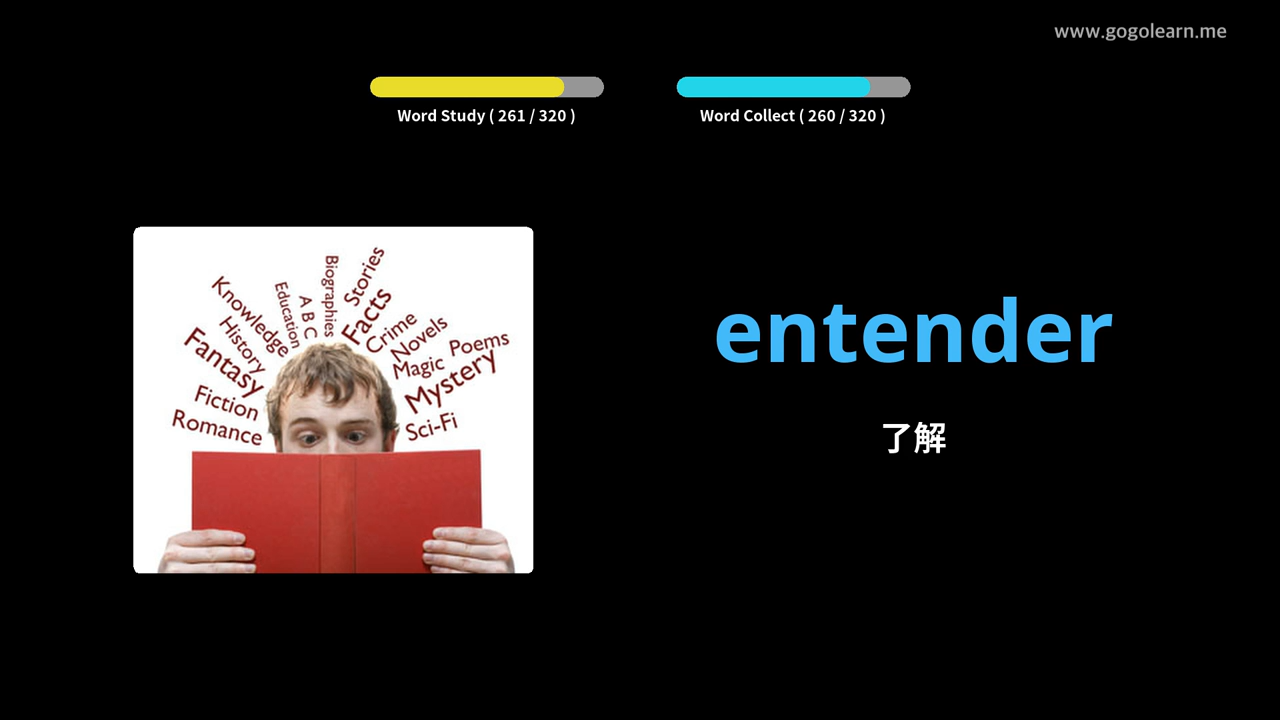 www.gogolearn.me
Word Study ( 261 / 320 )
Word Collect ( 260 / 320 )
Biographies
Stories
Education
A B C
Facts
Knowledge
Crime
History
Novels
Fantasy
Magic
Poems
Mystery
Fiction
Romance
Sci-Fi
entender
了解